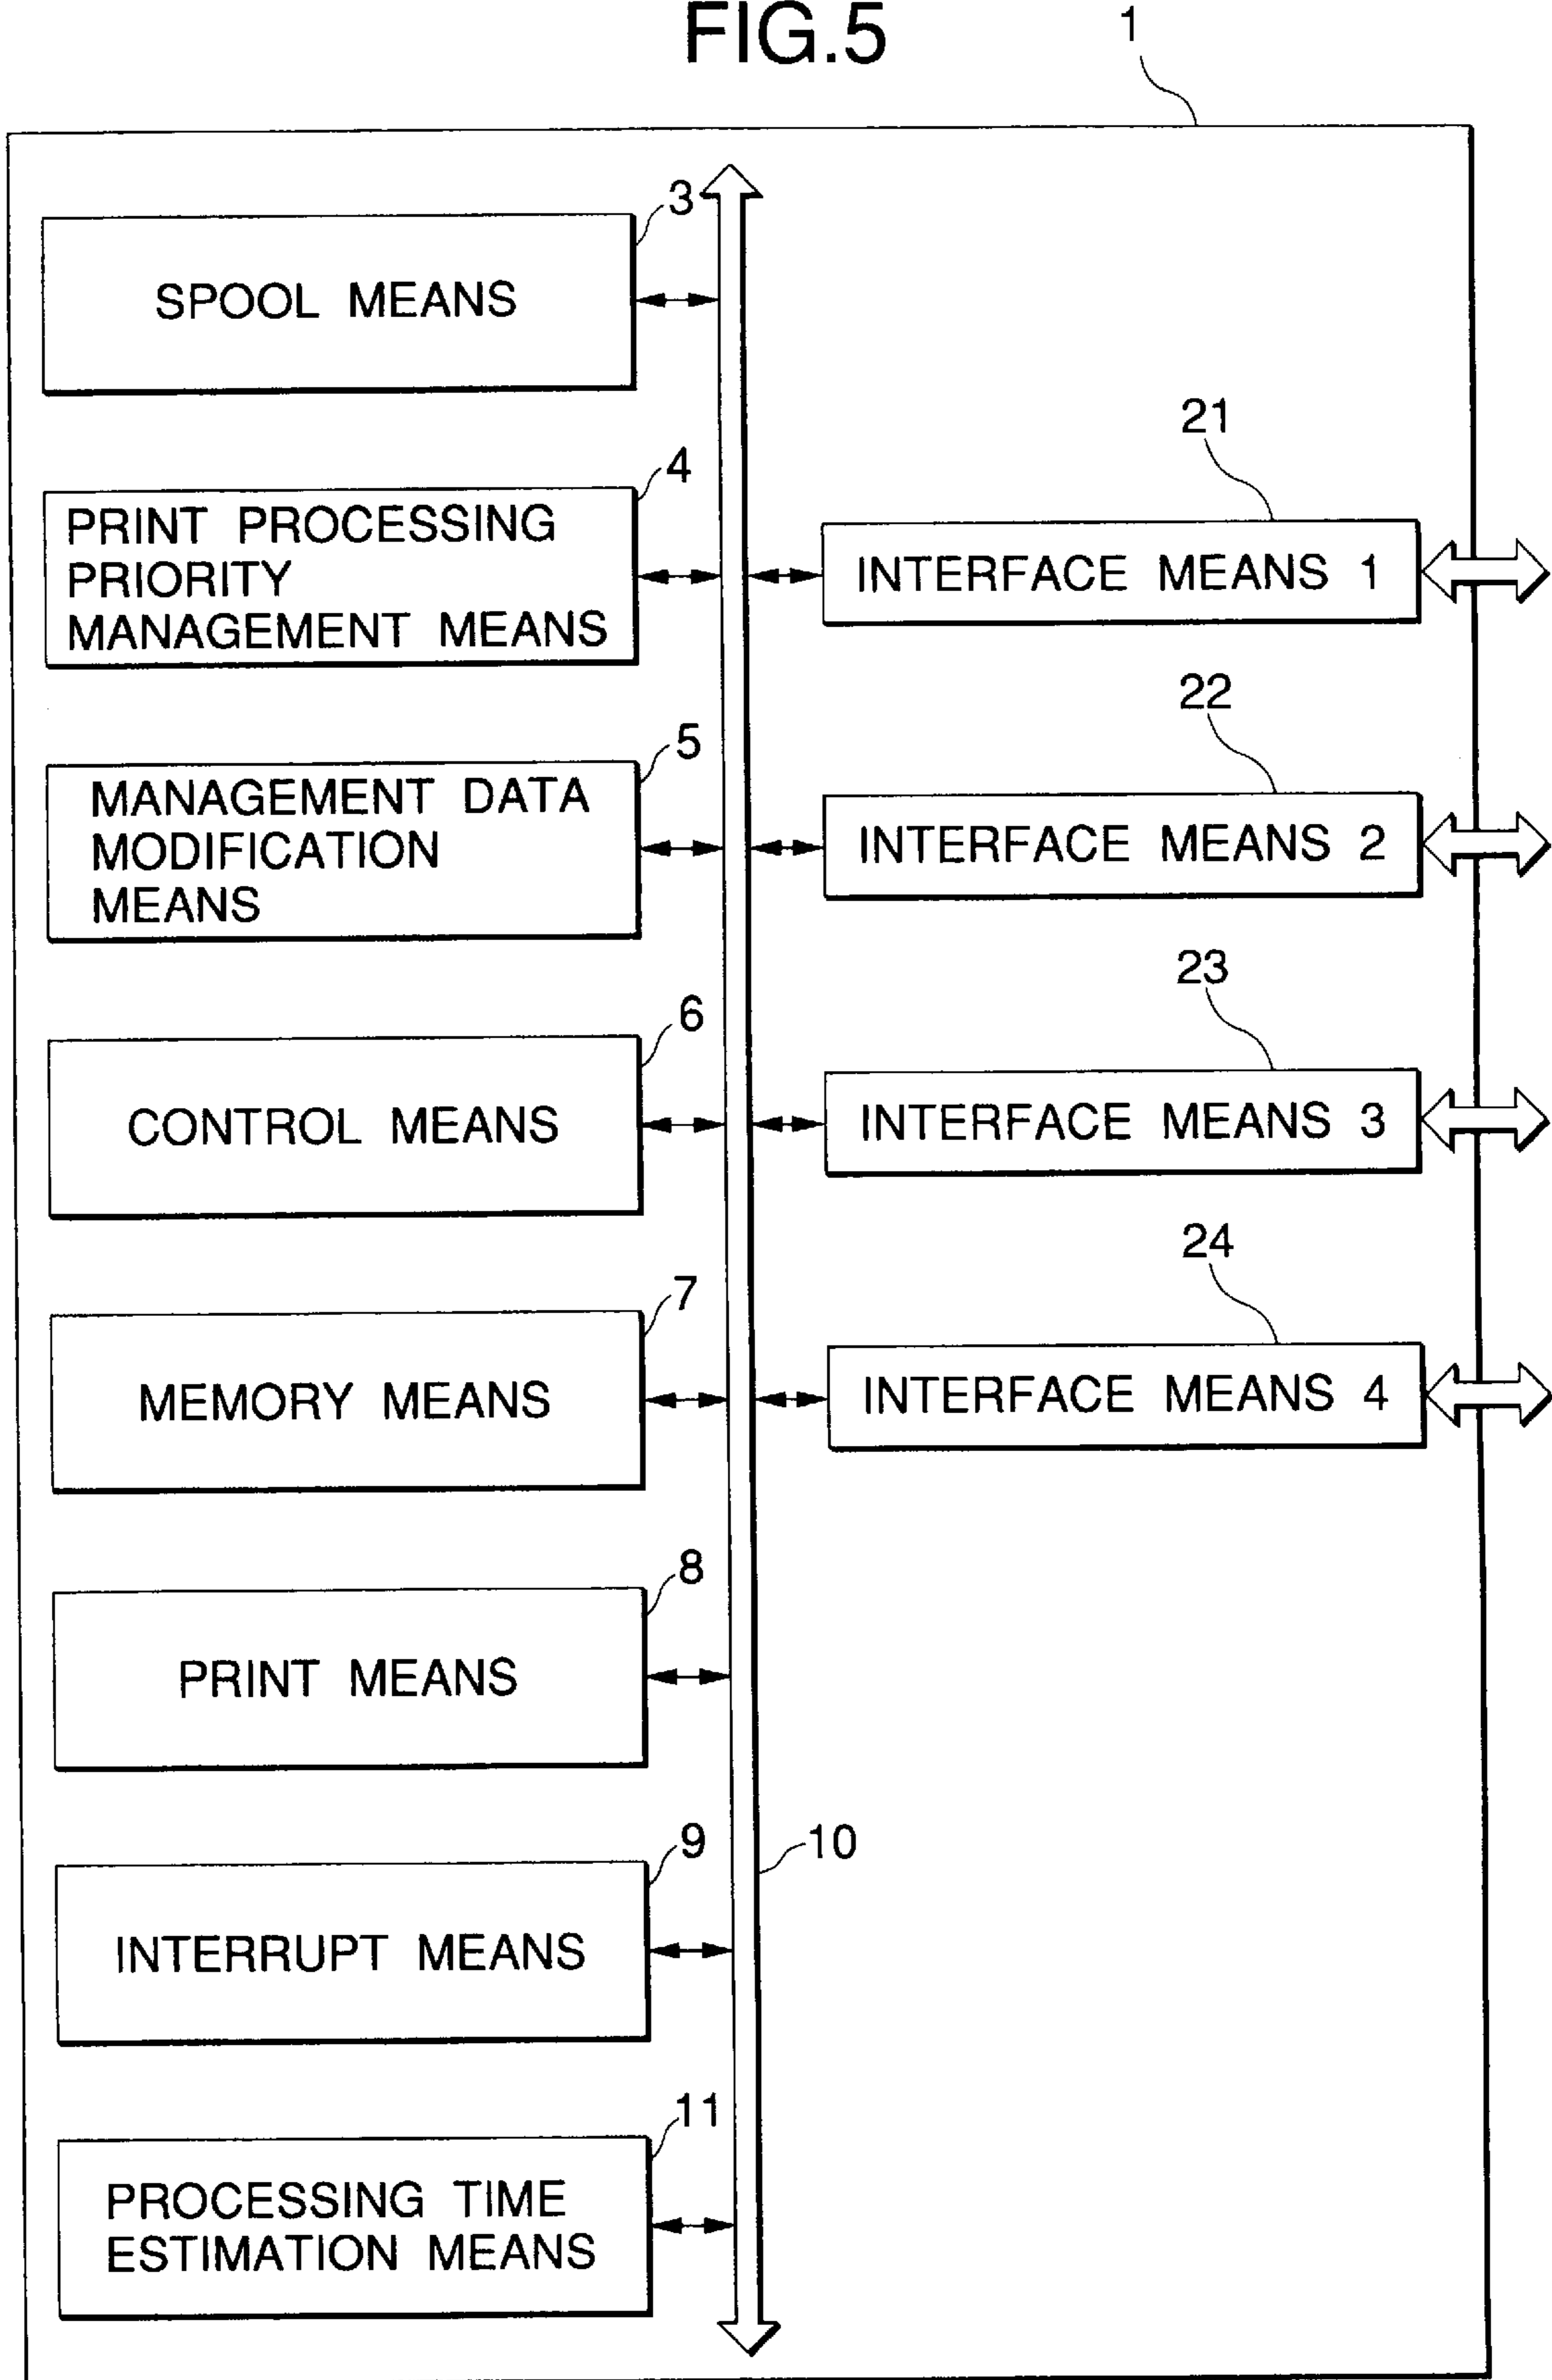 FIG.5
1
3
SPOOL MEANS
4
PRINT PROCESSING
PRIORITY
MANAGEMENT MEANS
21
INTERFACE MEANS 1
5
MANAGEMENT DATA
MODIFICATION
MEANS
22
INTERFACE MEANS 2
6
CONTROL MEANS
23
INTERFACE MEANS 3
7
MEMORY MEANS
24
INTERFACE MEANS 4
8
PRINT MEANS
9
INTERRUPT MEANS
10
11
PROCESSING TIME
ESTIMATION MEANS